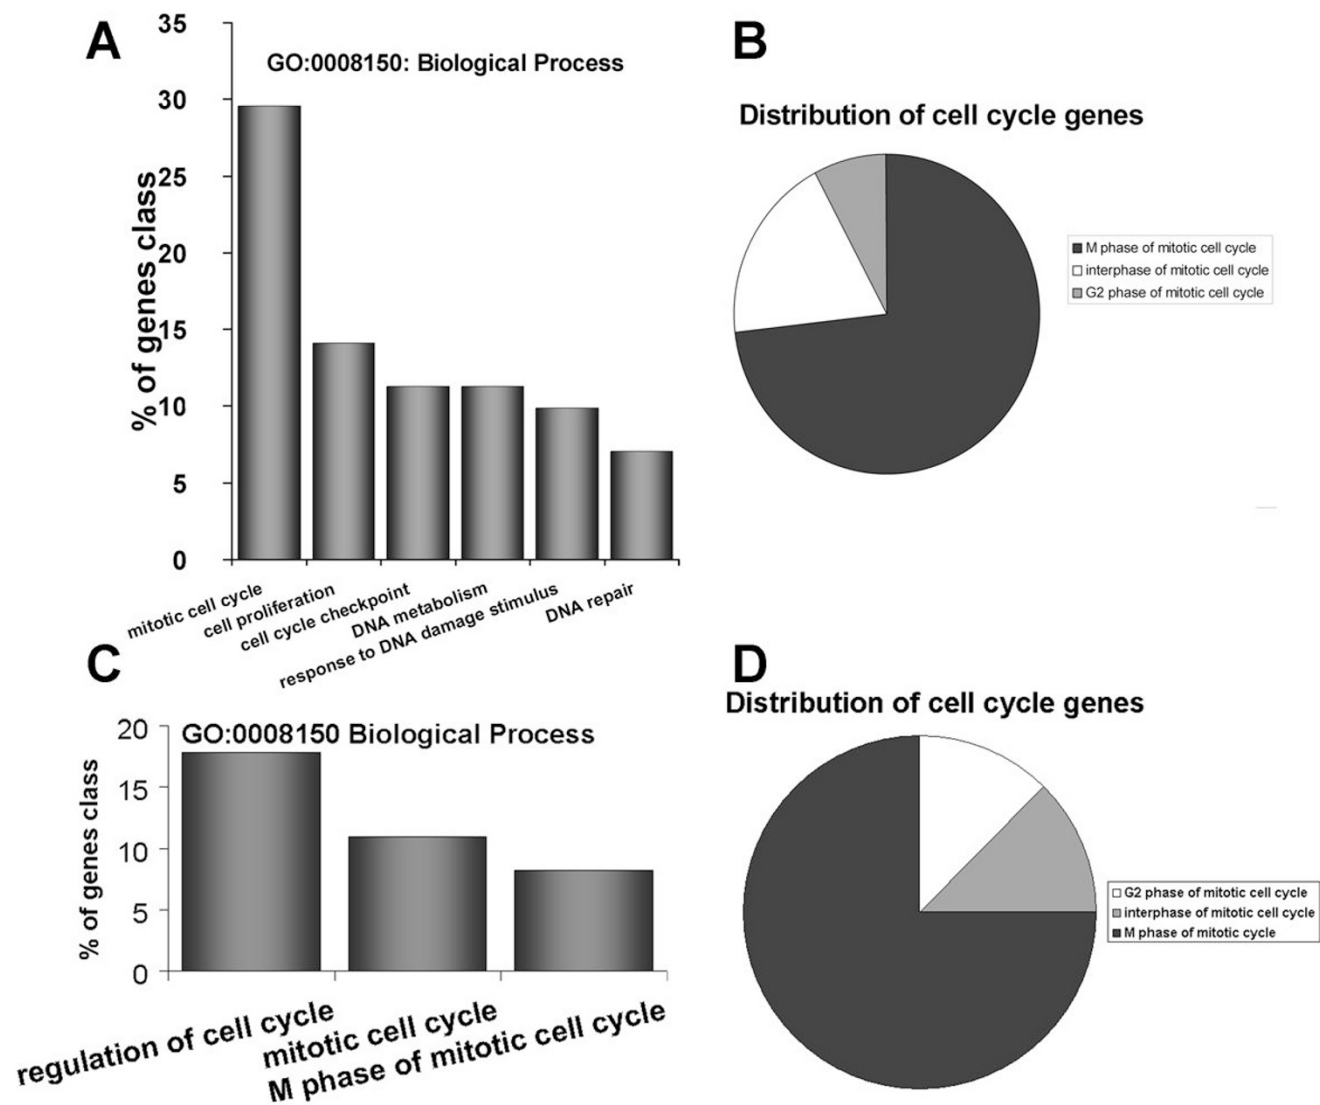 A
35
30
25
20
15
10
5
0
% of genes class
GO:0008150: Biological Process
mitotic cell cycle
cell proliferation
cell cycle checkpoint
DNA metabolism
response to DNA damage stimulus
DNA repair
B
Distribution of cell cycle genes
M phase of mitotic cell cycle
interphase of mitotic cell cycle
G2 phase of mitotic cell cycle
C
20
15
10
5
0
% of genes class
GO:0008150 Biological Process
regulation of cell cycle
mitotic cell cycle
M phase of mitotic cell cycle
D
Distribution of cell cycle genes
G2 phase of mitotic cell cycle
interphase of mitotic cell cycle
M phase of mitotic cycle